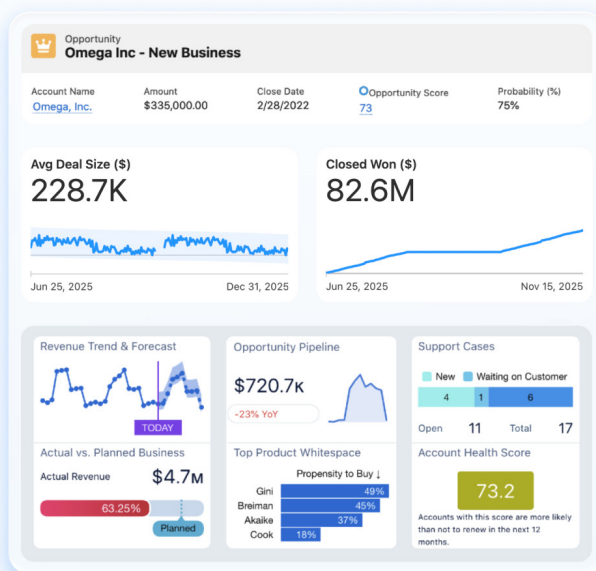 Opportunity
Omega Inc - New Business
Account Name
Amount
Close Date
Opportunity Score
Probability (%)
Omega, Inc.
$335,000.00
2/28/2022
73
75%
Avg Deal Size ($)
228.7K
Jun 25, 2025
Dec 31, 2025
Closed Won ($)
82.6M
Jun 25, 2025
Nov 15, 2025
Revenue Trend & Forecast
TODAY
Opportunity Pipeline
$720.7K
-23% YoY
Support Cases
New
Waiting on Customer
4
1
6
Open 11 Total 17
Actual vs. Planned Business
Actual Revenue $4.7M
63.25%
Planned
Top Product Whitespace
Propensity to Buy ↓
Gini 49%
Breiman 45%
Akaike 37%
Cook 18%
Account Health Score
73.2
Accounts with this score are more likely
than not to renew in the next 12
months.